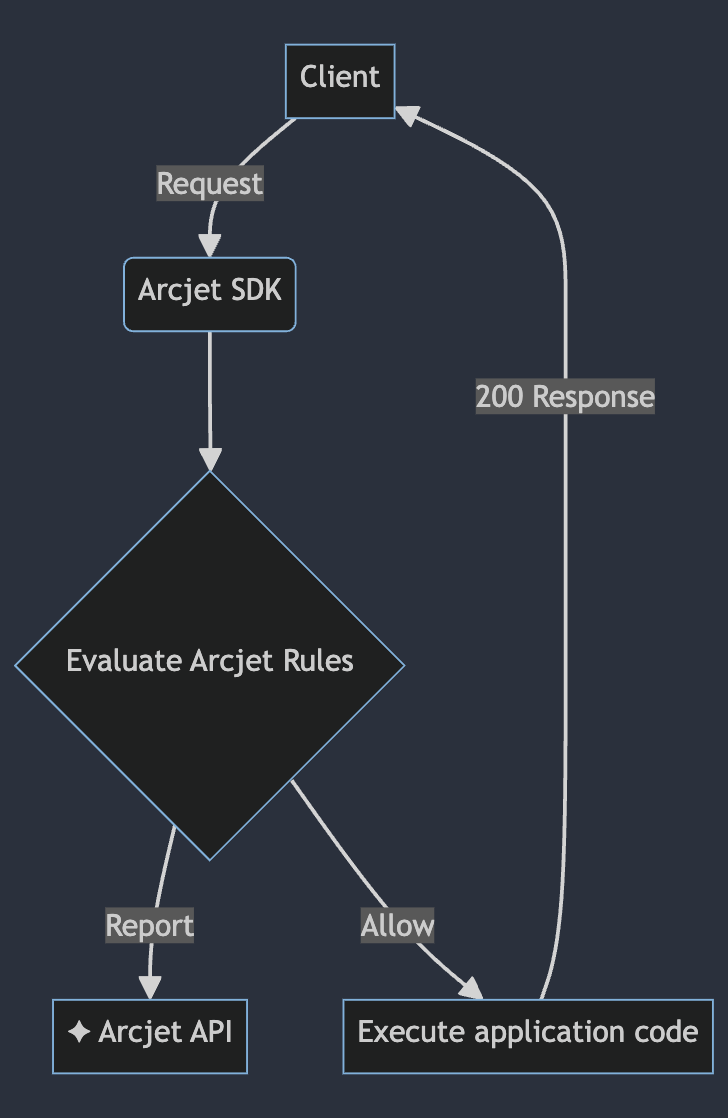 Client
Request
Arcjet SDK
200 Response
Evaluate Arcjet Rules
Report
Allow
✦ Arcjet API
Execute application code